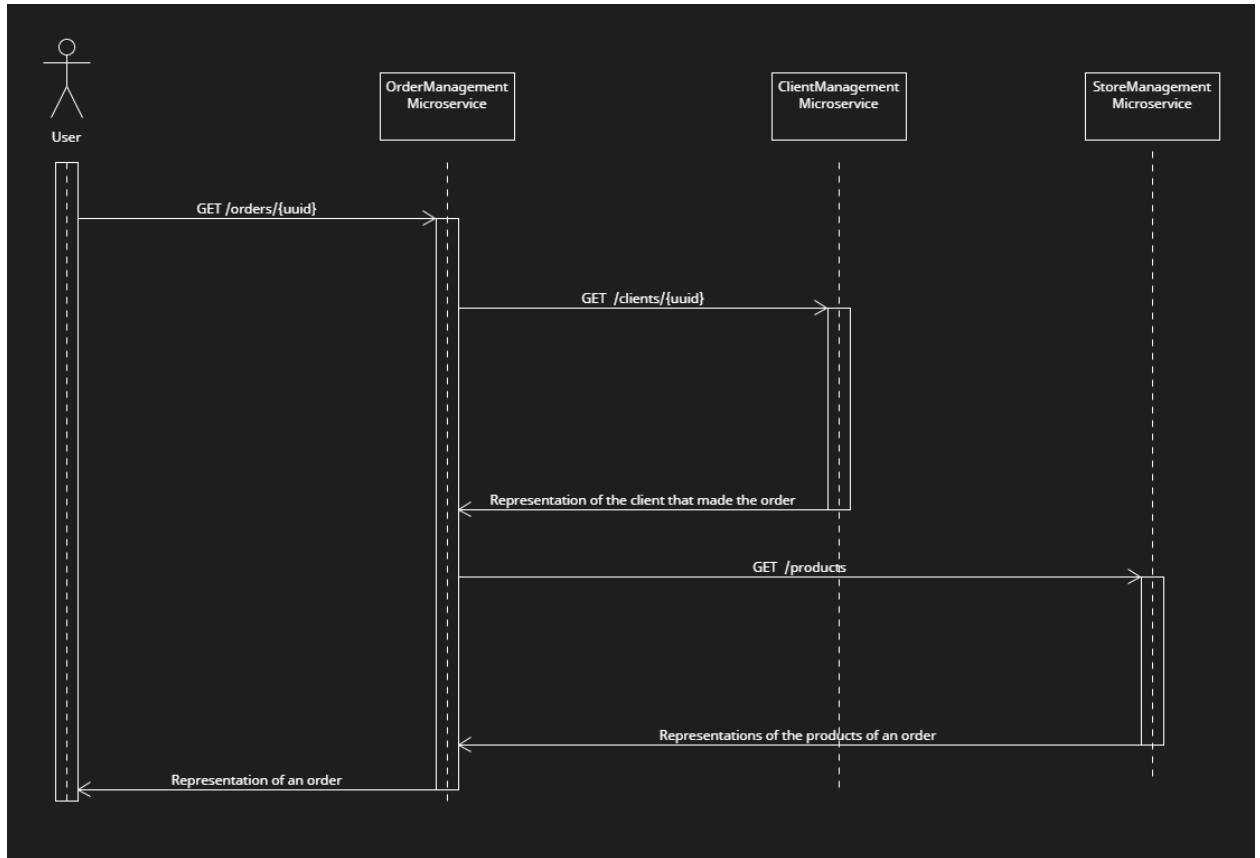 User
OrderManagement
Microservice
ClientManagement
Microservice
StoreManagement
Microservice
GET /orders/{uuid}
GET /clients/{uuid}
Representation of the client that made the order
GET /products
Representations of the products of an order
Representation of an order